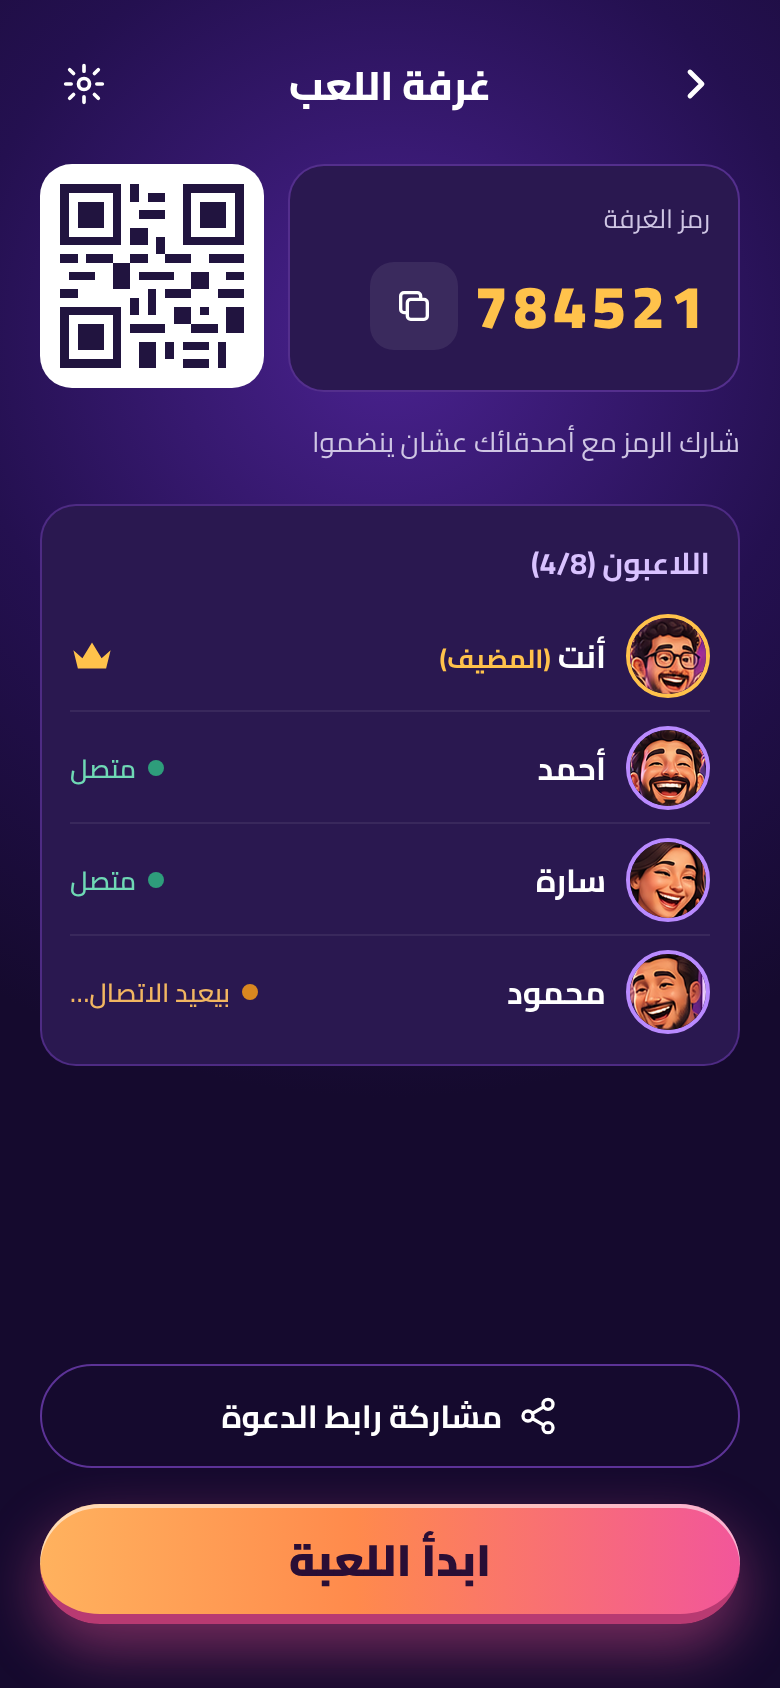 غرفة اللعب
رمز الغرفة
784521
شارك الرمز مع أصدقائك عشان ينضموا
اللاعبون (4/8)
أنت (المضيف)
أحمد
متصل
سارة
متصل
محمود
بيعيد الاتصال...
مشاركة رابط الدعوة
ابدأ اللعبة